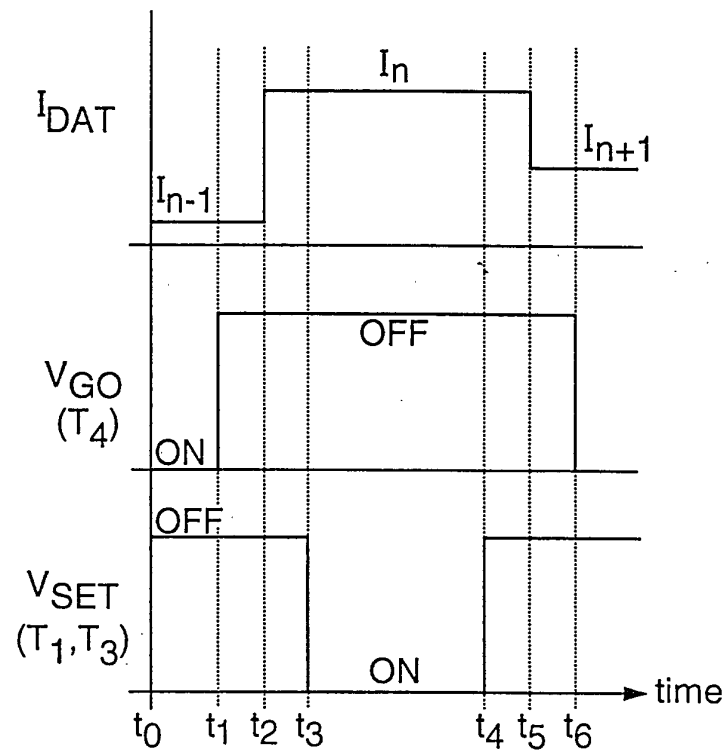 I_DAT
I_n-1
I_n
I_n+1
V_GO
(T_4)
ON
OFF
V_SET
(T_1,T_3)
OFF
ON
time
t_0 t_1 t_2 t_3 t_4 t_5 t_6